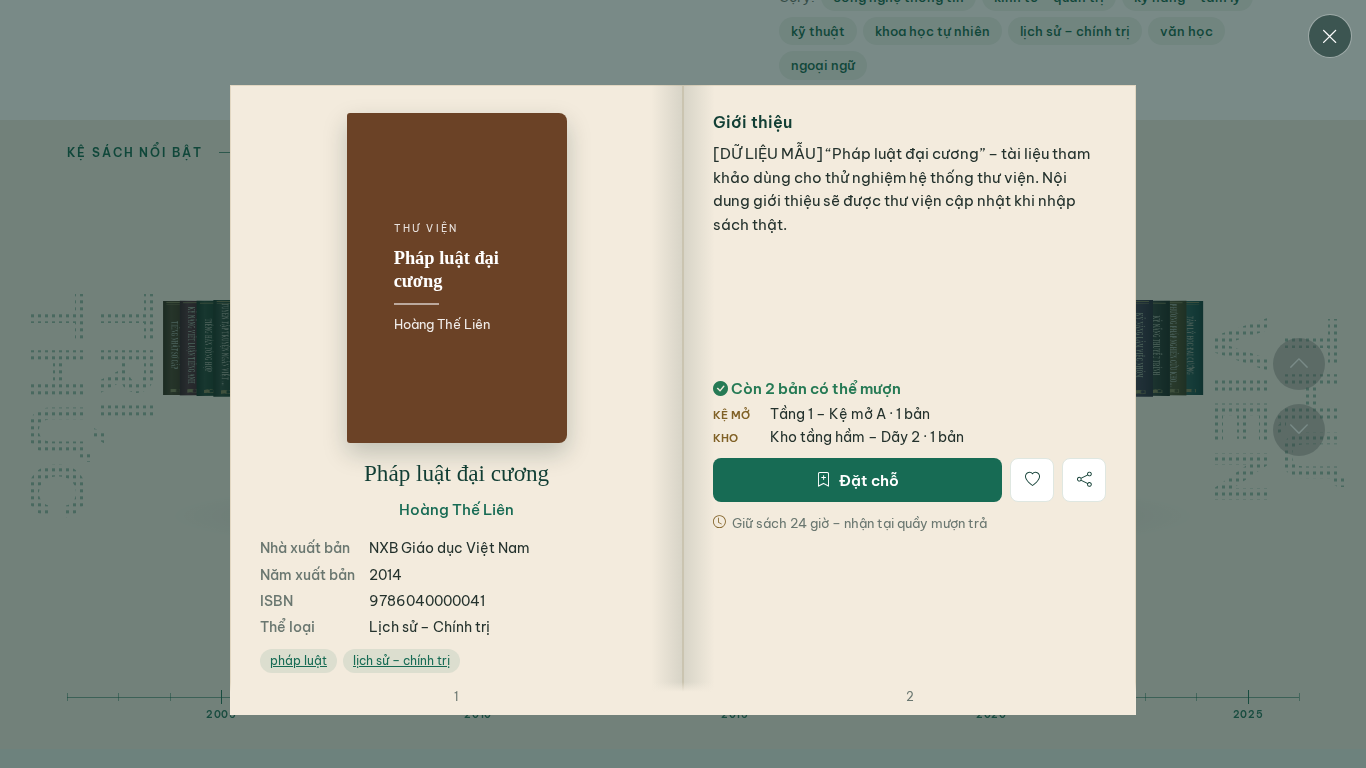 kỹ thuật
khoa học tự nhiên
lịch sử – chính trị
văn học
ngoại ngữ
KỆ SÁCH NỔI BẬT
THƯ VIỆN
Pháp luật đại
cương
Hoàng Thế Liên
Pháp luật đại cương
Hoàng Thế Liên
Nhà xuất bản NXB Giáo dục Việt Nam
Năm xuất bản 2014
ISBN 9786040000041
Thể loại Lịch sử – Chính trị
pháp luật
lịch sử – chính trị
1
Giới thiệu
[DỮ LIỆU MẪU] “Pháp luật đại cương” – tài liệu tham
khảo dùng cho thử nghiệm hệ thống thư viện. Nội
dung giới thiệu sẽ được thư viện cập nhật khi nhập
sách thật.
Còn 2 bản có thể mượn
KỆ MỞ Tầng 1 – Kệ mở A · 1 bản
KHO Kho tầng hầm – Dãy 2 · 1 bản
Đặt chỗ
Giữ sách 24 giờ – nhận tại quầy mượn trả
2
2025